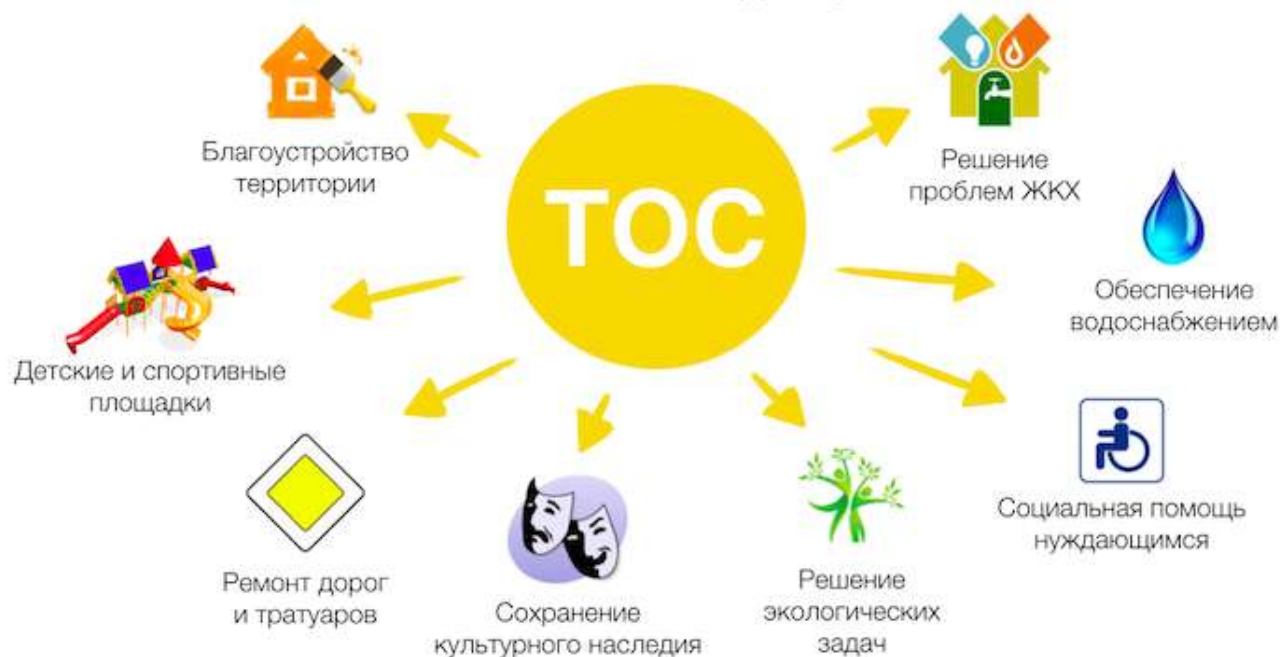 ТОС
Благоустройство
территории
Решение
проблем ЖКХ
Обеспечение
водоснабжением
Детские и спортивные
площадки
Социальная помощь
нуждающимся
Ремонт дорог
и тратуаров
Сохранение
культурного наследия
Решение
экологических
задач